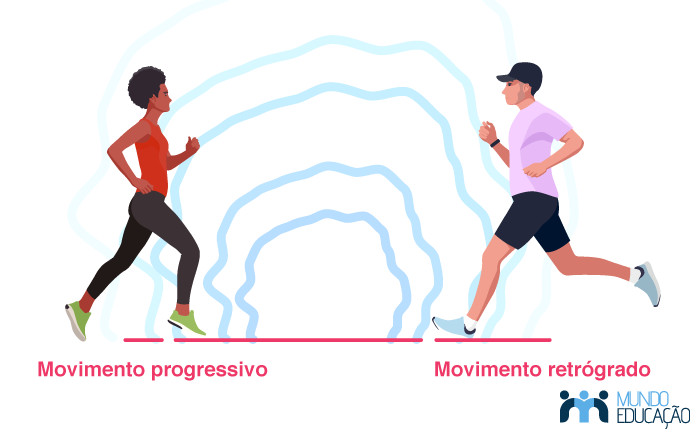 Movimento progressivo
Movimento retrógrado
MUNDO
EDUCAÇÃO